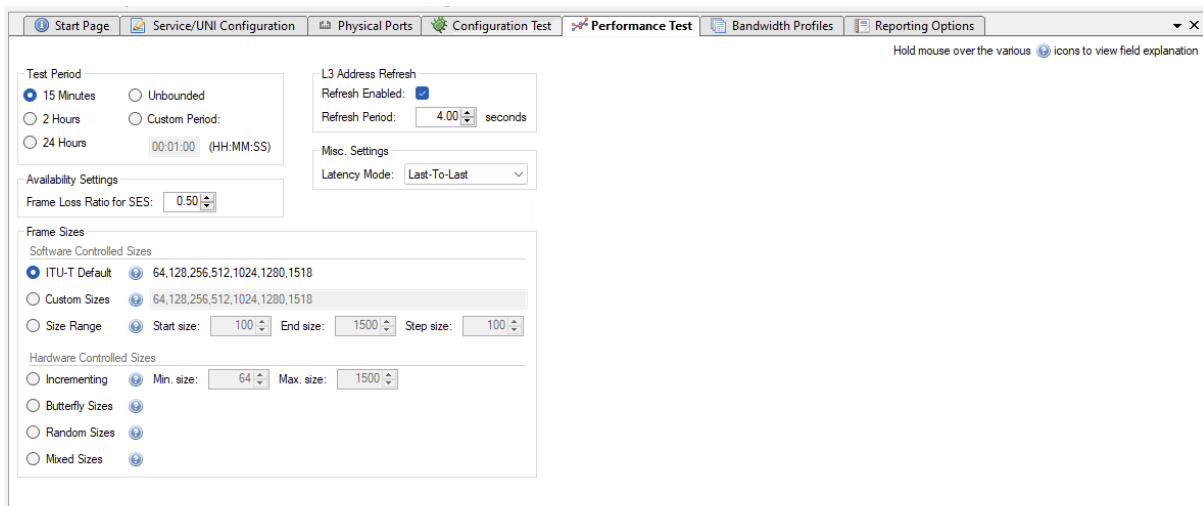 Start Page Service/UNI Configuration Physical Ports Configuration Test Performance Test Bandwidth Profiles Reporting Options
Hold mouse over the various icons to view field explanation
Test Period
15 Minutes Unbounded
2 Hours Custom Period:
24 Hours 00:01:00 (HH:MM:SS)
L3 Address Refresh
Refresh Enabled:
Refresh Period: 4.00 seconds
Misc. Settings
Latency Mode: Last-To-Last
Availability Settings
Frame Loss Ratio for SES: 0.50
Frame Sizes
Software Controlled Sizes
ITU-T Default 64,128,256,512,1024,1280,1518
Custom Sizes 64,128,256,512,1024,1280,1518
Size Range Start size: 100 End size: 1500 Step size: 100
Hardware Controlled Sizes
Incrementing Min. size: 64 Max. size: 1500
Butterfly Sizes
Random Sizes
Mixed Sizes